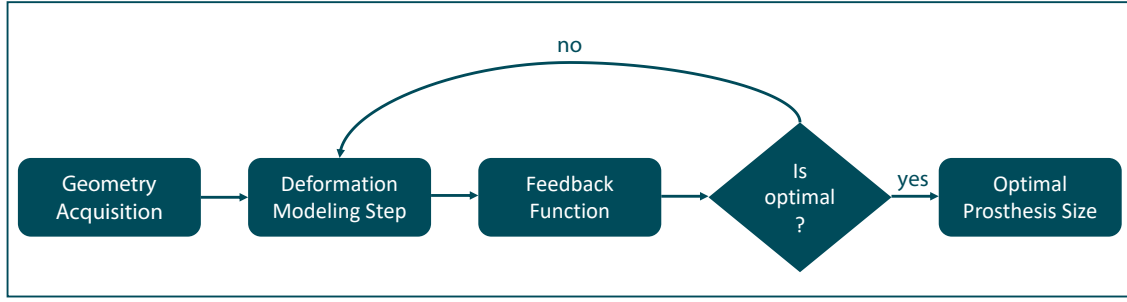 no
Geometry
Acquisition
Deformation
Modeling Step
Feedback
Function
Is
optimal
?
yes
Optimal
Prosthesis Size